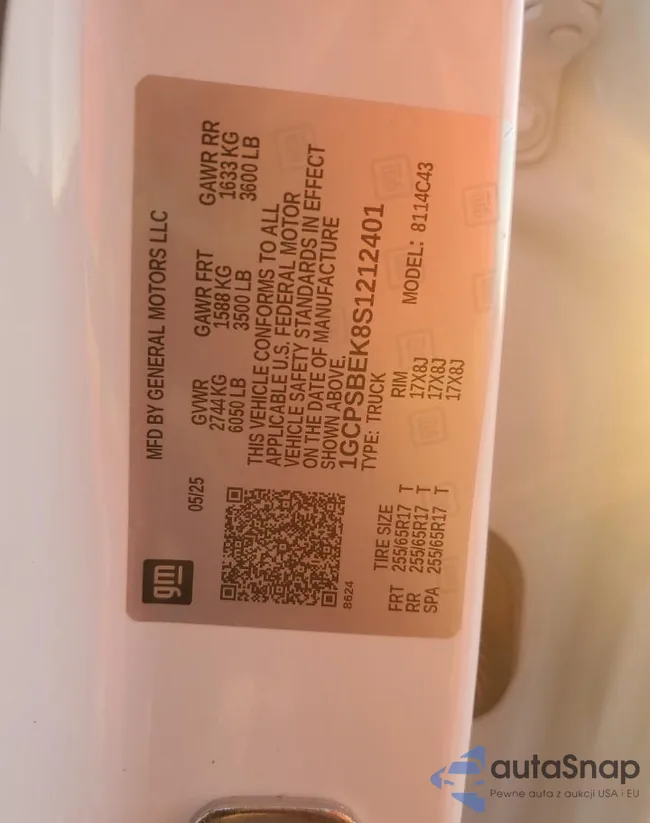 gm
MFD BY GENERAL MOTORS LLC
05/25
GVWR
2744 KG
6050 LB
GAWR FRT
1588 KG
3500 LB
GAWR RR
1633 KG
3600 LB
THIS VEHICLE CONFORMS TO ALL
APPLICABLE U.S. FEDERAL MOTOR
VEHICLE SAFETY STANDARDS IN EFFECT
ON THE DATE OF MANUFACTURE
SHOWN ABOVE.
1GCPSBEK8S1212401
TYPE: TRUCK
MODEL: 8114C43
8624
TIRE SIZE RIM
FRT 255/65R17 T 17X8J
RR 255/65R17 T 17X8J
SPA 255/65R17 T 17X8J
autaSnap
Pewne auta z aukcji USA i EU